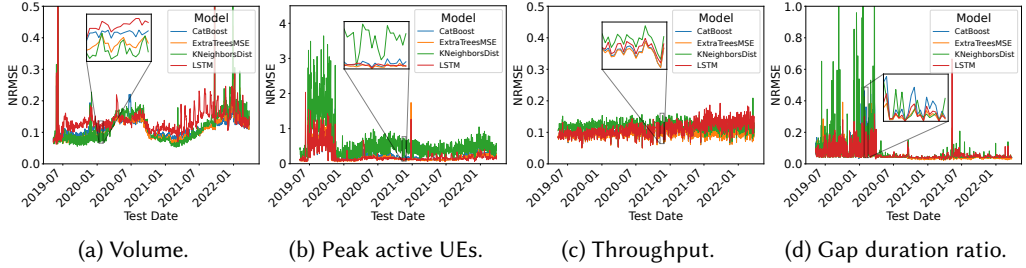 NRMSE
0.5
0.4
0.3
0.2
0.1
0.0
Model
CatBoost
ExtraTreesMSE
KNeighborsDist
LSTM
2019-07
2020-01
2020-07
2021-01
2021-07
2022-01
Test Date
(a) Volume.
NRMSE
4
3
2
1
0
Model
CatBoost
ExtraTreesMSE
KNeighborsDist
LSTM
2019-07
2020-01
2020-07
2021-01
2021-07
2022-01
Test Date
(b) Peak active UEs.
NRMSE
0.5
0.4
0.3
0.2
0.1
0.0
Model
CatBoost
ExtraTreesMSE
KNeighborsDist
LSTM
2019-07
2020-01
2020-07
2021-01
2021-07
2022-01
Test Date
(c) Throughput.
NRMSE
1.0
0.8
0.6
0.4
0.2
0.0
Model
CatBoost
ExtraTreesMSE
KNeighborsDist
LSTM
2019-07
2020-01
2020-07
2021-01
2021-07
2022-01
Test Date
(d) Gap duration ratio.